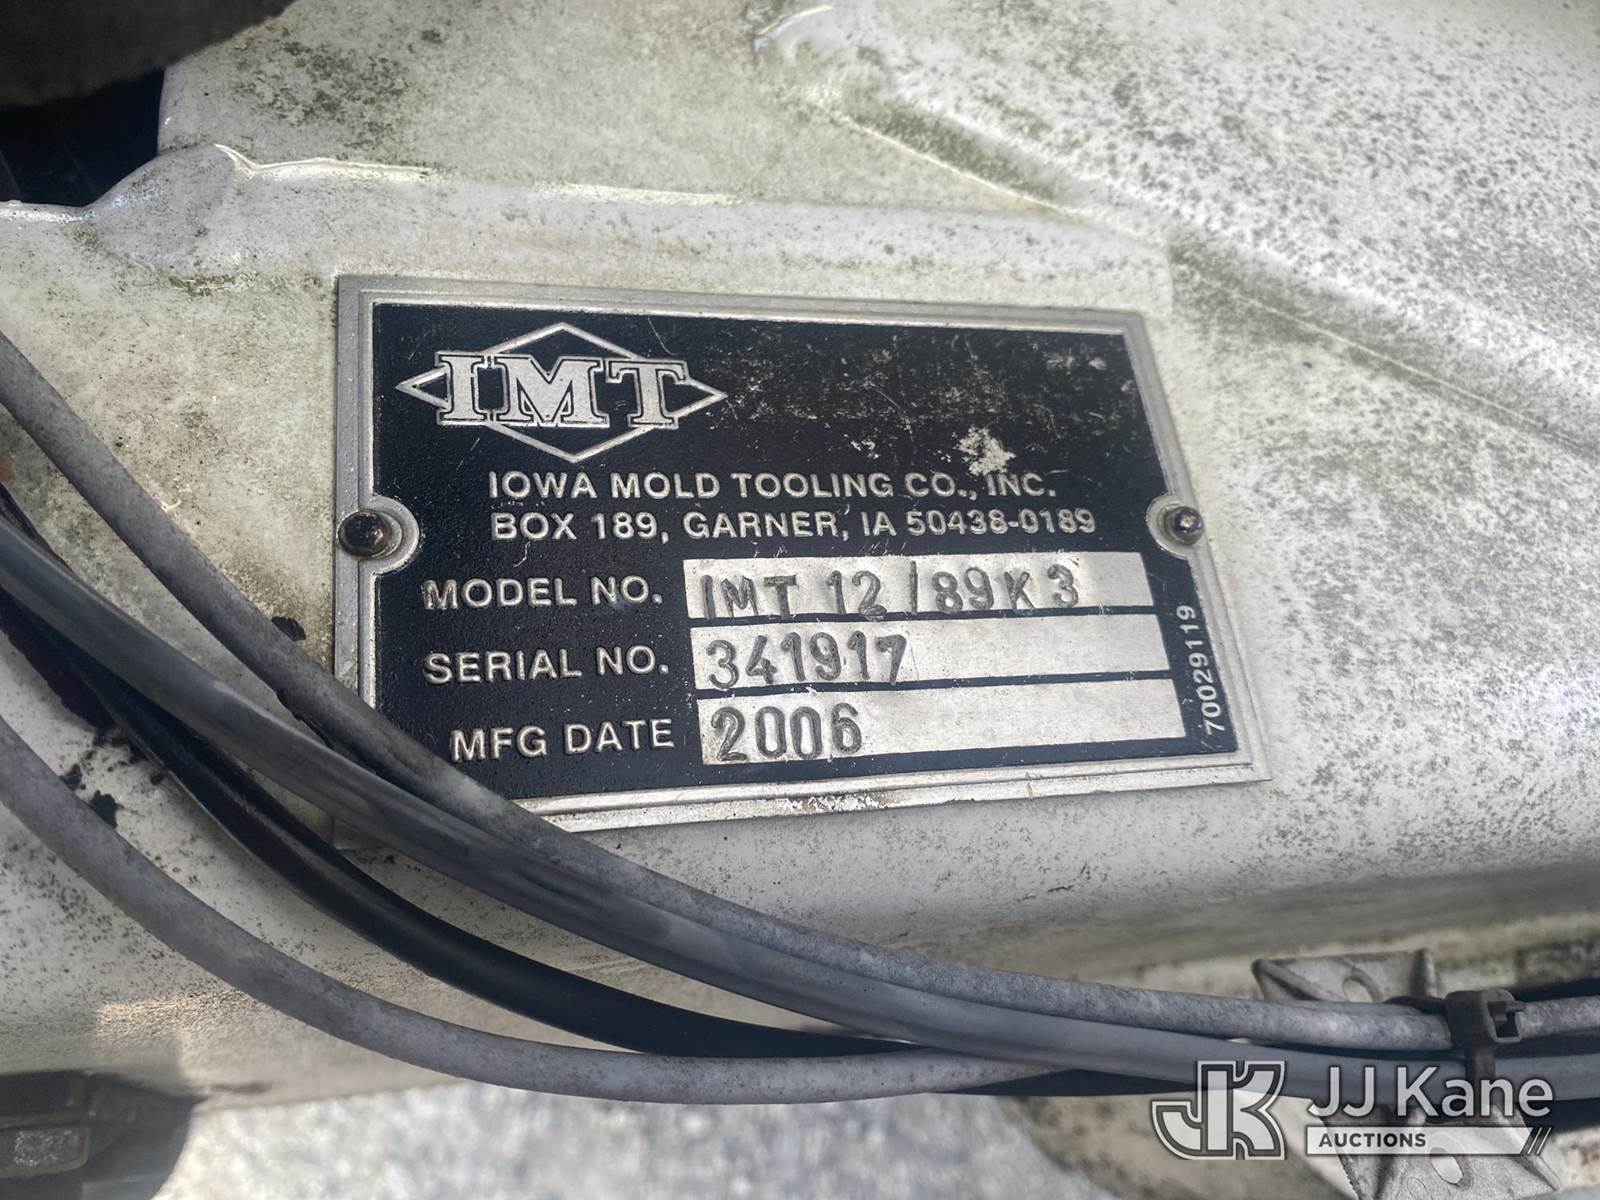 IMT
IOWA MOLD TOOLING CO., INC.
BOX 189, GARNER, IA 50438-0189
MODEL NO. IMT 12/89K3
SERIAL NO. 341917
MFG DATE 2006
70029119
JK JJ Kane
AUCTIONS